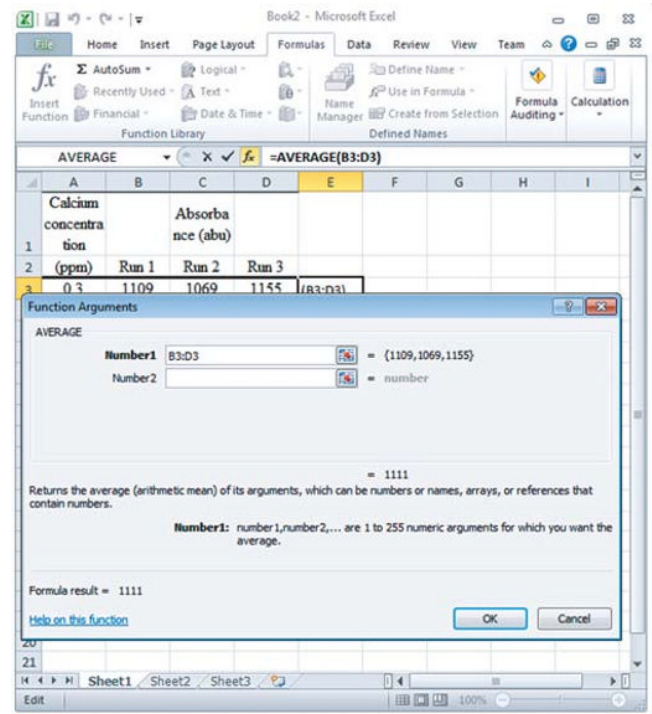 Book2 - Microsoft Excel
File Home Insert Page Layout Formulas Data Review View Team
Σ AutoSum Logical Define Name
Recently Used Text Use in Formula
Financial Date & Time Create from Selection
fx Insert Function
Name Manager
Formula Auditing
Calculation
Function Library Defined Names
AVERAGE fx =AVERAGE(B3:D3)
A B C D E F G H I
1 Calcium concentra tion Absorba nce (abu)
2 (ppm) Run 1 Run 2 Run 3
3 0.3 1109 1069 1155 (B3:D3)
Function Arguments
AVERAGE
Number1 B3:D3 = {1109,1069,1155}
Number2 = number
= 1111
Returns the average (arithmetic mean) of its arguments, which can be numbers or names, arrays, or references that
contain numbers.
Number1: number1,number2,... are 1 to 255 numeric arguments for which you want the
average.
Formula result = 1111
Help on this function OK Cancel
20
21
Sheet1 Sheet2 Sheet3
Edit 100%